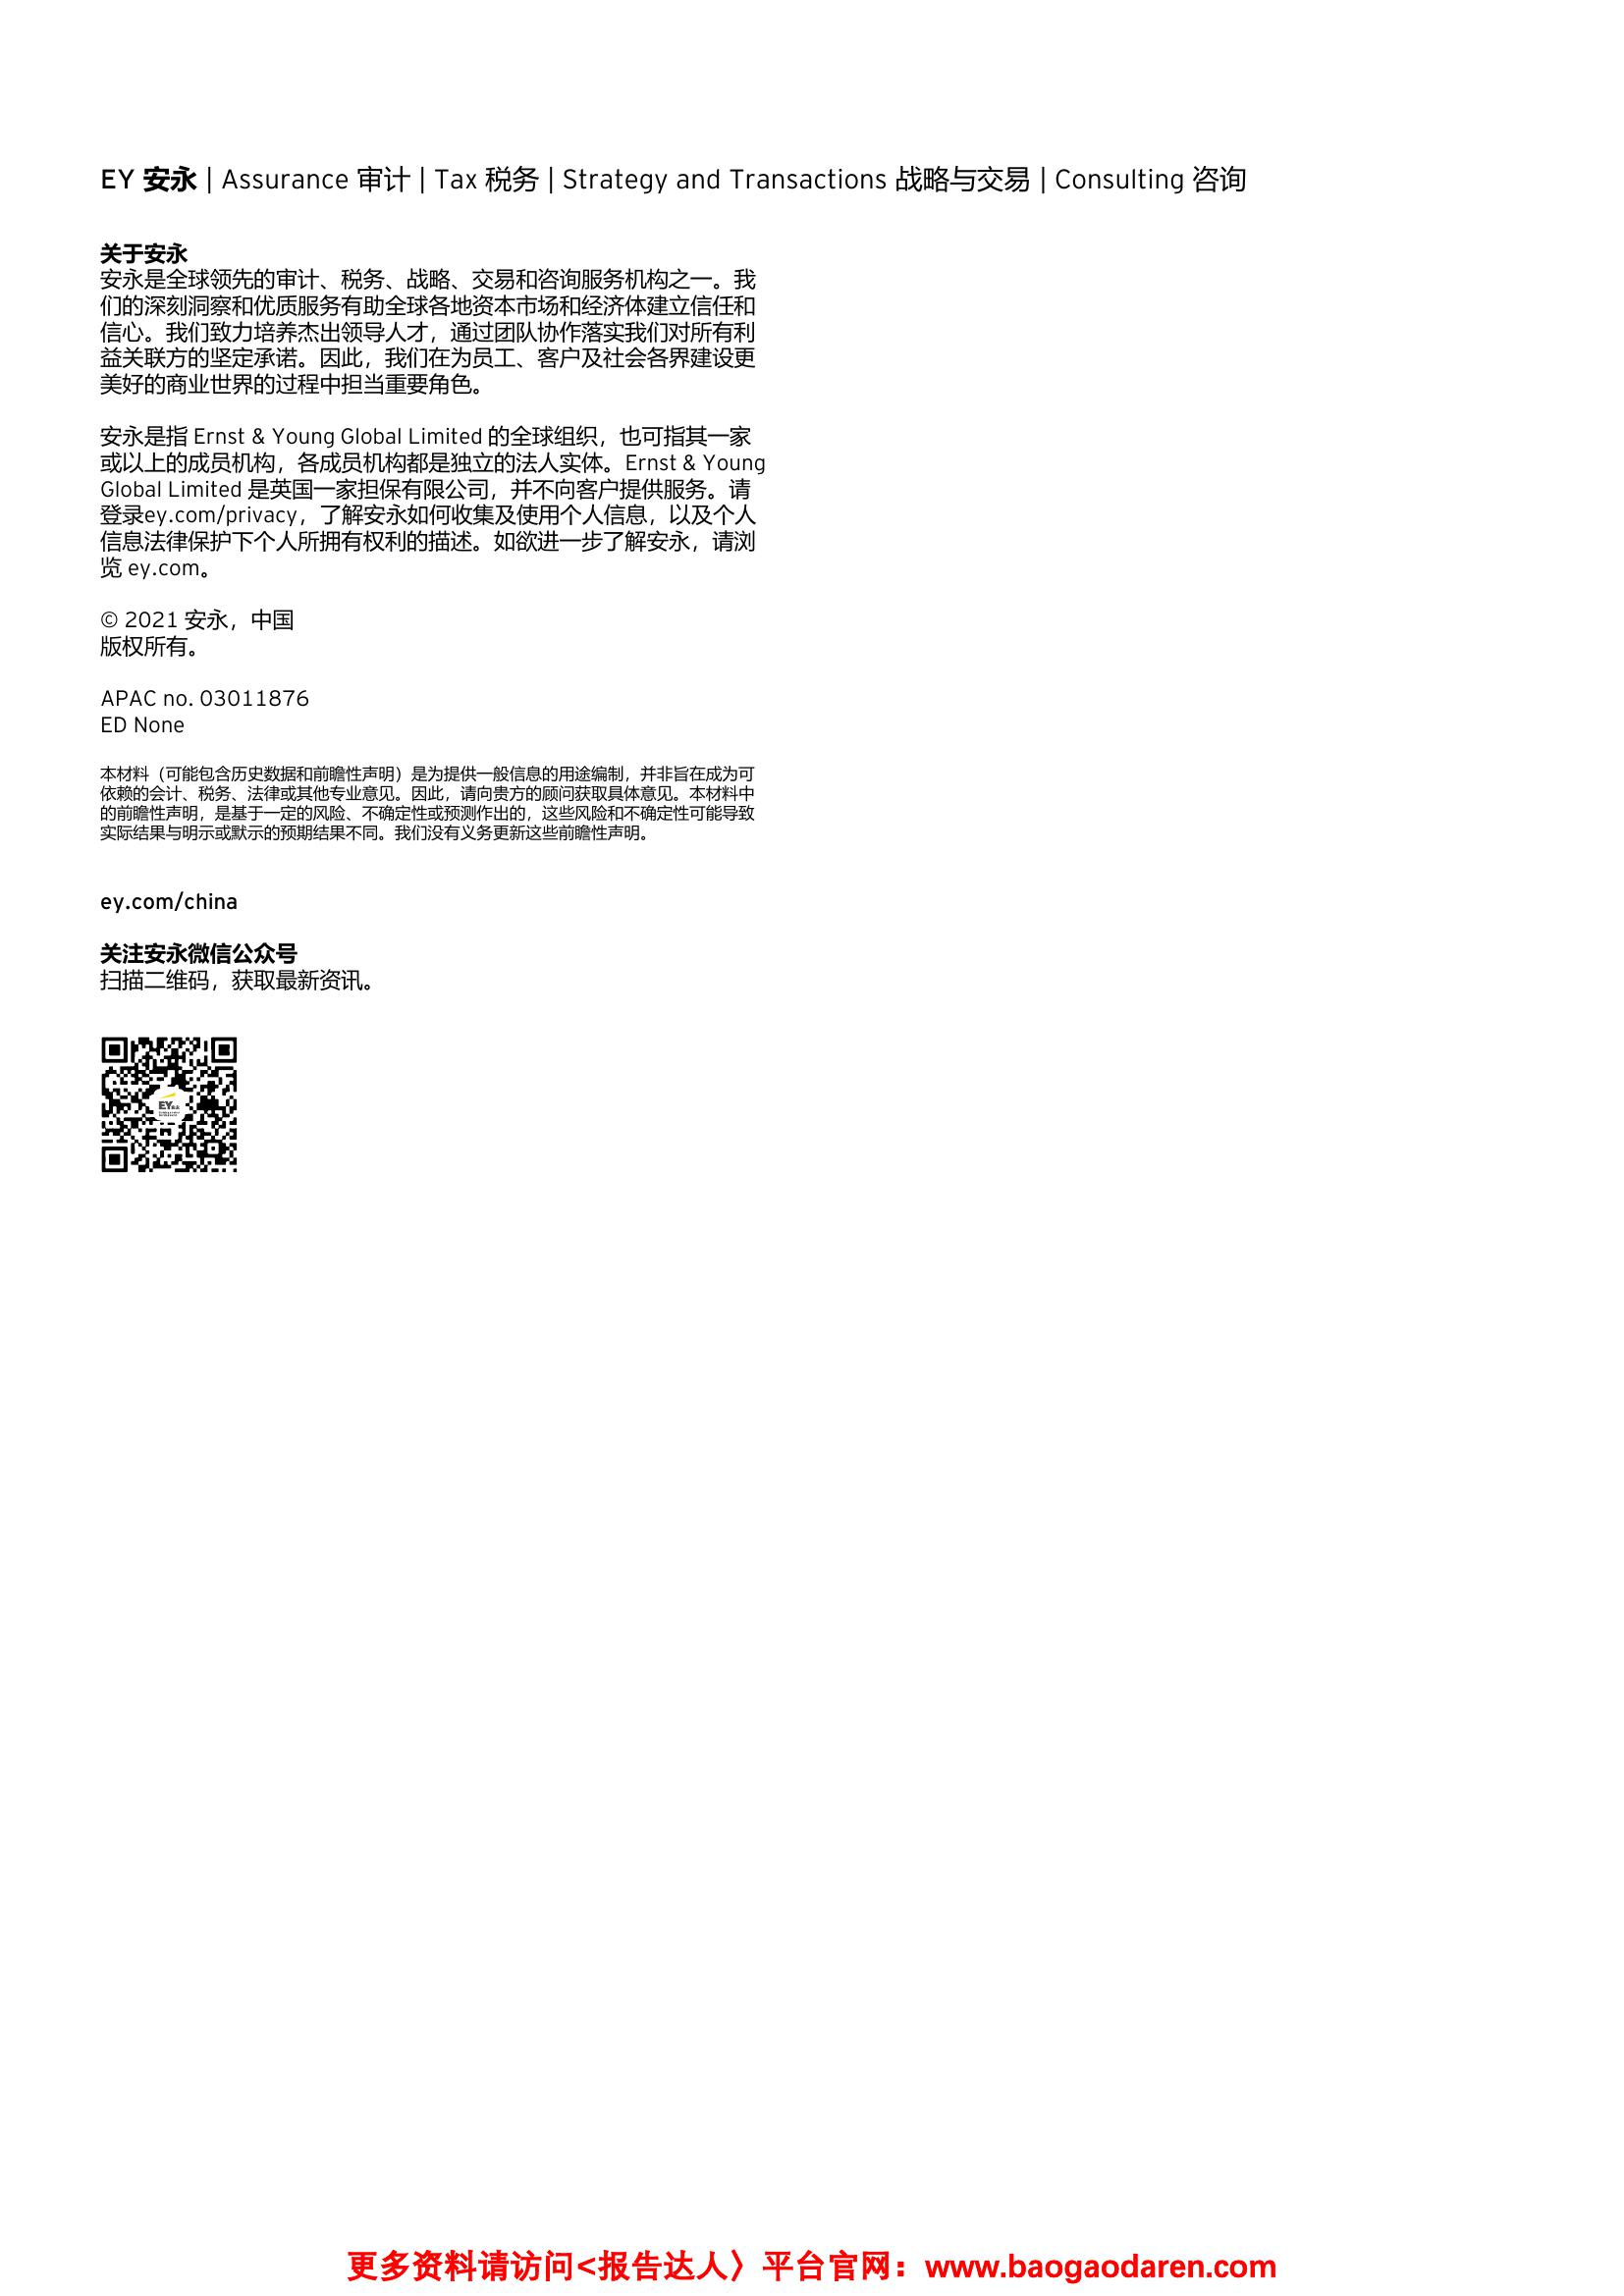 EY 安永 | Assurance 审计 | Tax 税务 | Strategy and Transactions 战略与交易 | Consulting 咨询
关于安永
安永是全球领先的审计、税务、战略、交易和咨询服务机构之一。我
们的深刻洞察和优质服务有助全球各地资本市场和经济体建立信任和
信心。我们致力培养杰出领导人才，通过团队协作落实我们对所有利
益关联方的坚定承诺。因此，我们在为员工、客户及社会各界建设更
美好的商业世界的过程中担当重要角色。
安永是指 Ernst & Young Global Limited 的全球组织，也可指其一家
或以上的成员机构，各成员机构都是独立的法人实体。Ernst & Young
Global Limited 是英国一家担保有限公司，并不向客户提供服务。请
登录ey.com/privacy，了解安永如何收集及使用个人信息，以及个人
信息法律保护下个人所拥有权利的描述。如欲进一步了解安永，请浏
览 ey.com。
© 2021 安永，中国
版权所有。
APAC no. 03011876
ED None
本材料（可能包含历史数据和前瞻性声明）是为提供一般信息的用途编制，并非旨在成为可
依赖的会计、税务、法律或其他专业意见。因此，请向贵方的顾问获取具体意见。本材料中
的前瞻性声明，是基于一定的风险、不确定性或预测作出的，这些风险和不确定性可能导致
实际结果与明示或默示的预期结果不同。我们没有义务更新这些前瞻性声明。
ey.com/china
关注安永微信公众号
扫描二维码，获取最新资讯。
EY
更多资料请访问<报告达人〉平台官网：www.baogaodaren.com